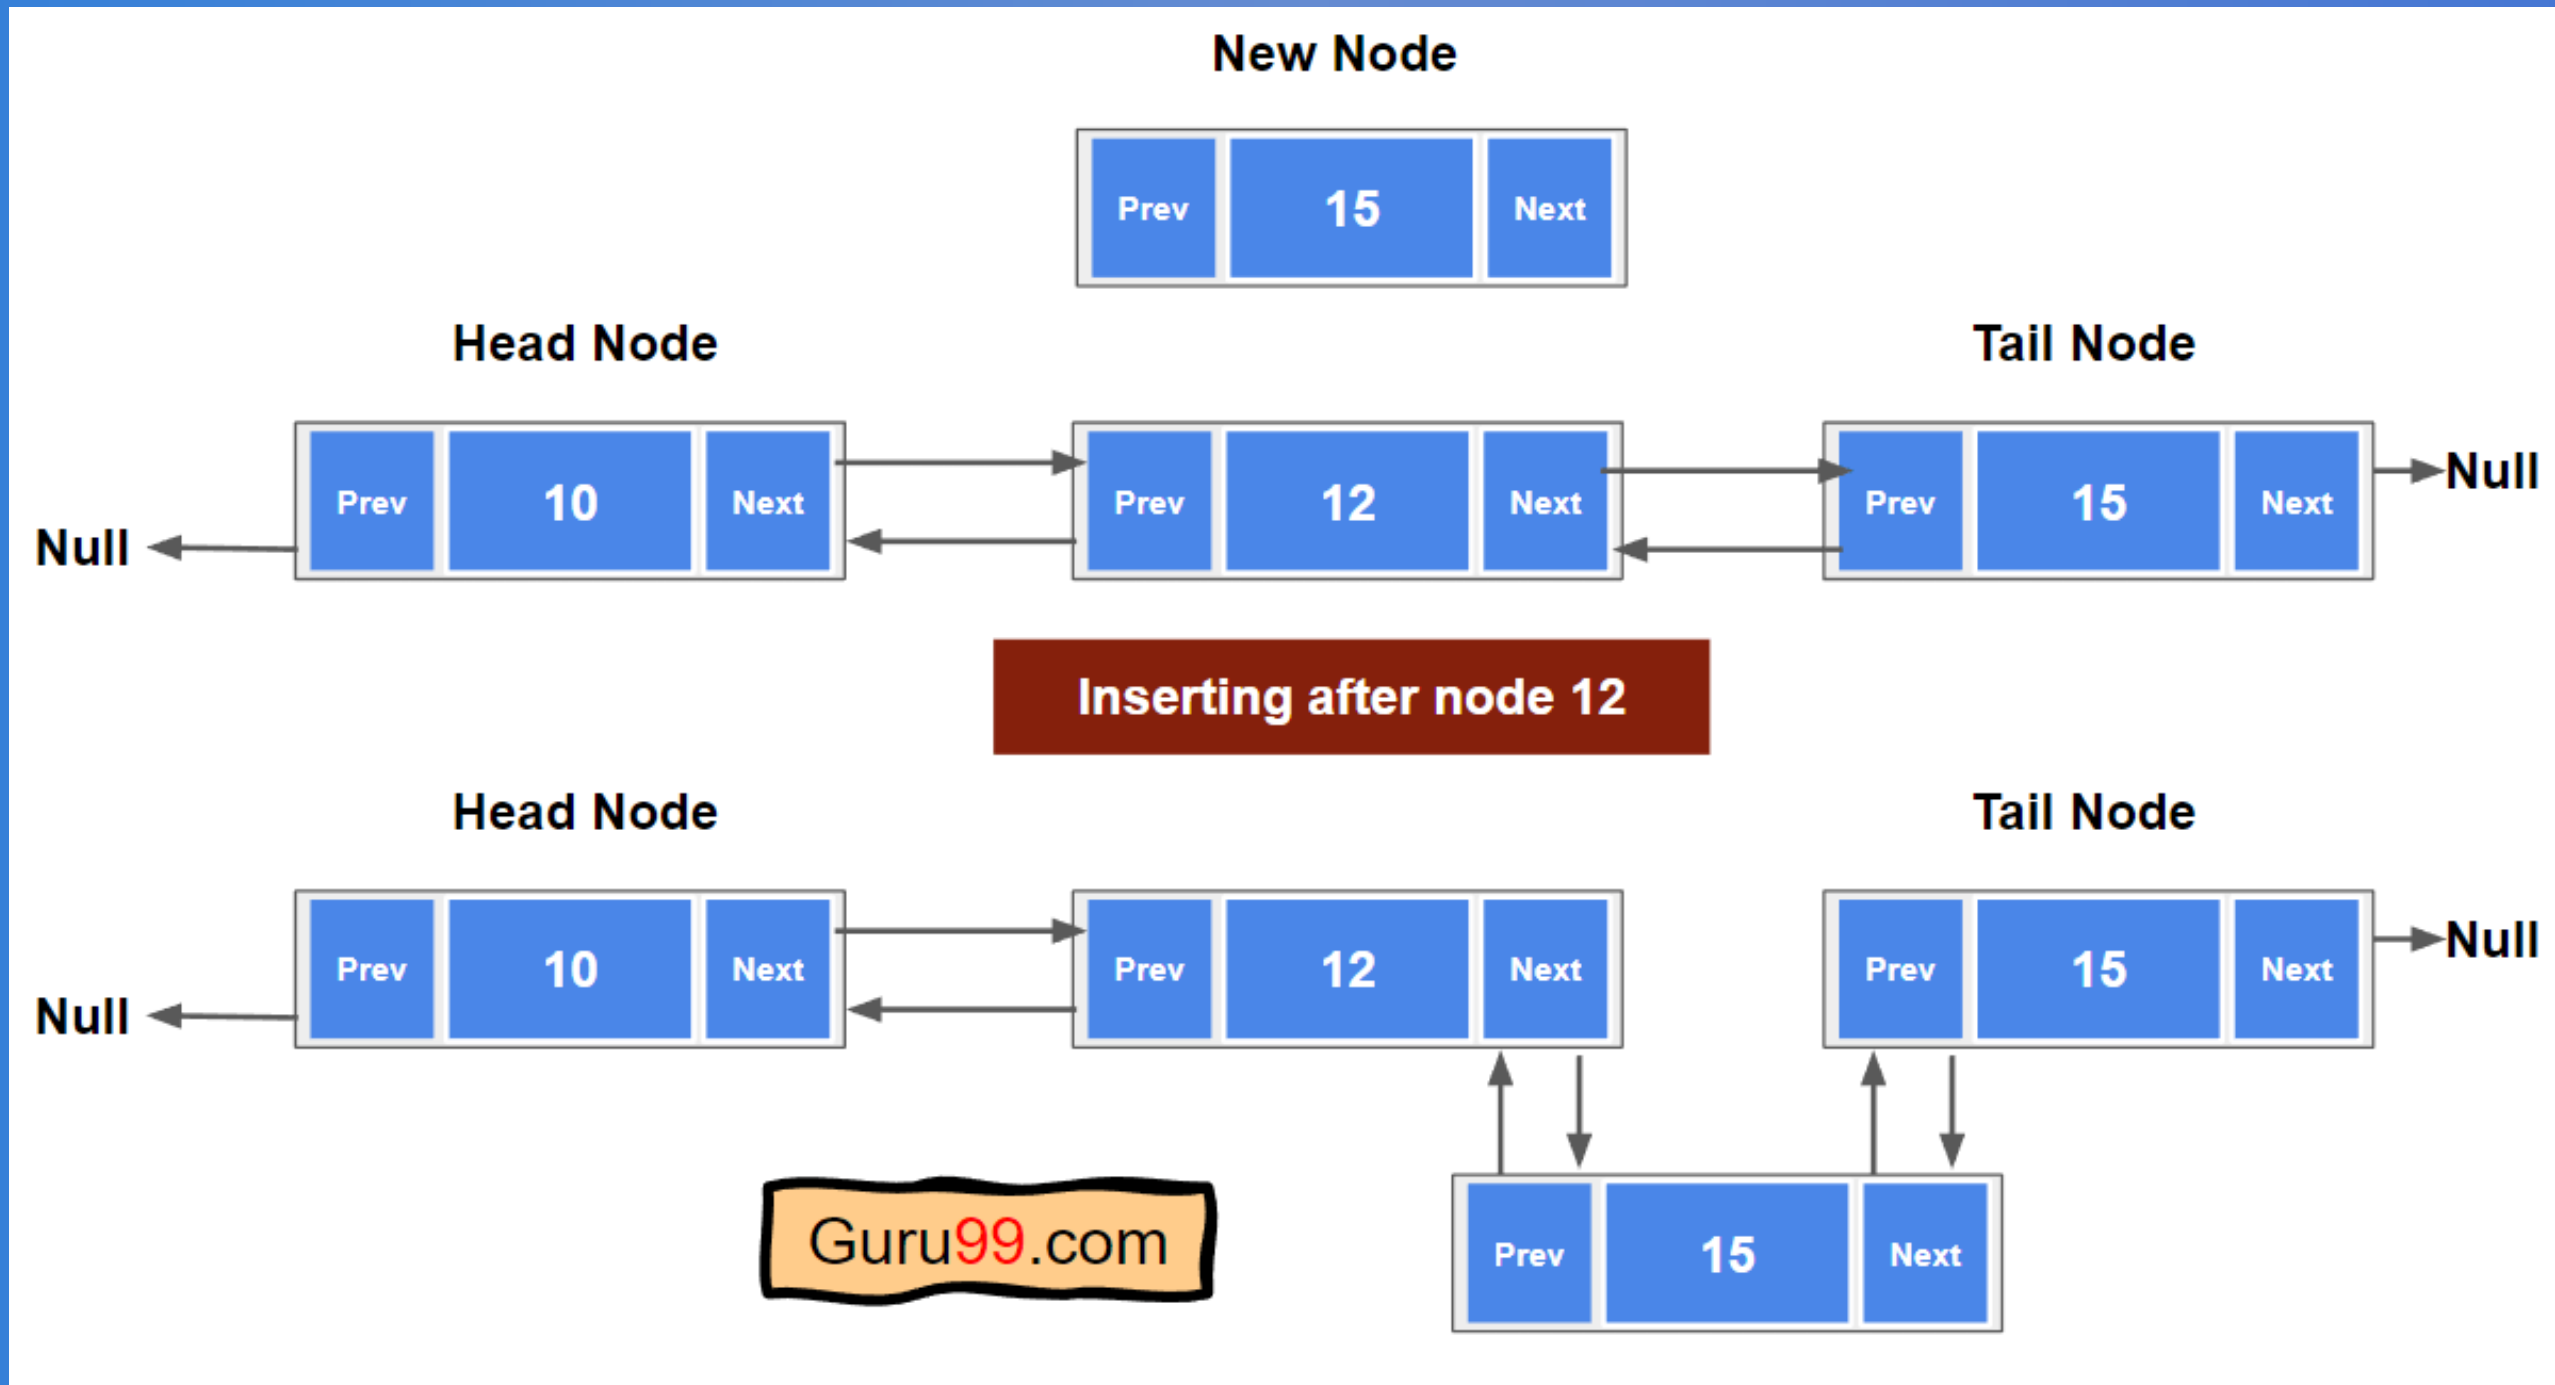 New Node
Prev 15 Next
Head Node Tail Node
Null Prev 10 Next Prev 12 Next Prev 15 Next Null
Inserting after node 12
Head Node Tail Node
Null Prev 10 Next Prev 12 Next Prev 15 Next Null
Guru99.com
Prev 15 Next